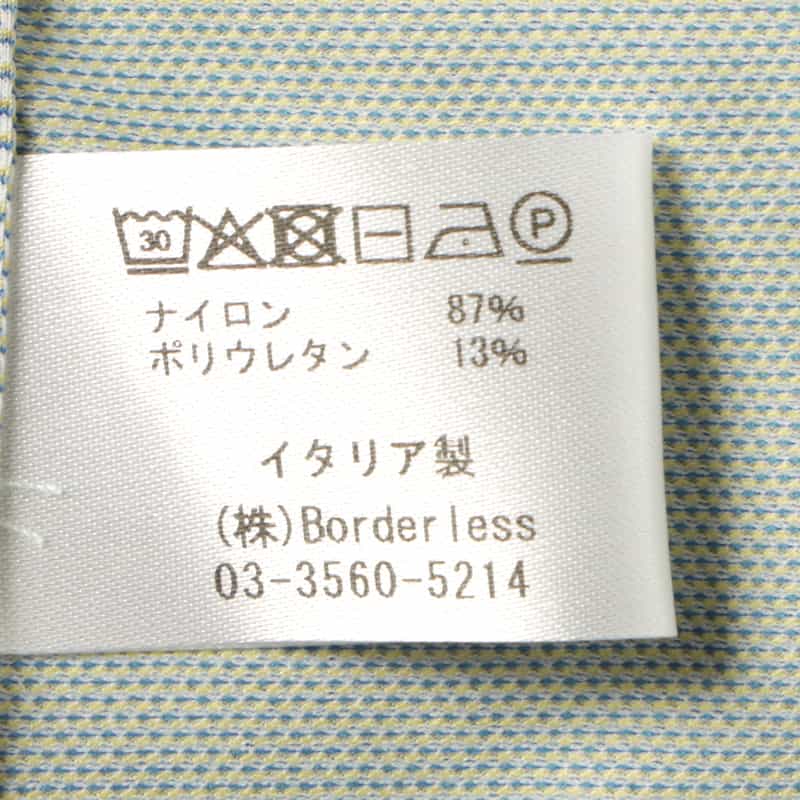 30 P
ナイロン 87%
ポリウレタン 13%
イタリア製
(株)Borderless
03-3560-5214